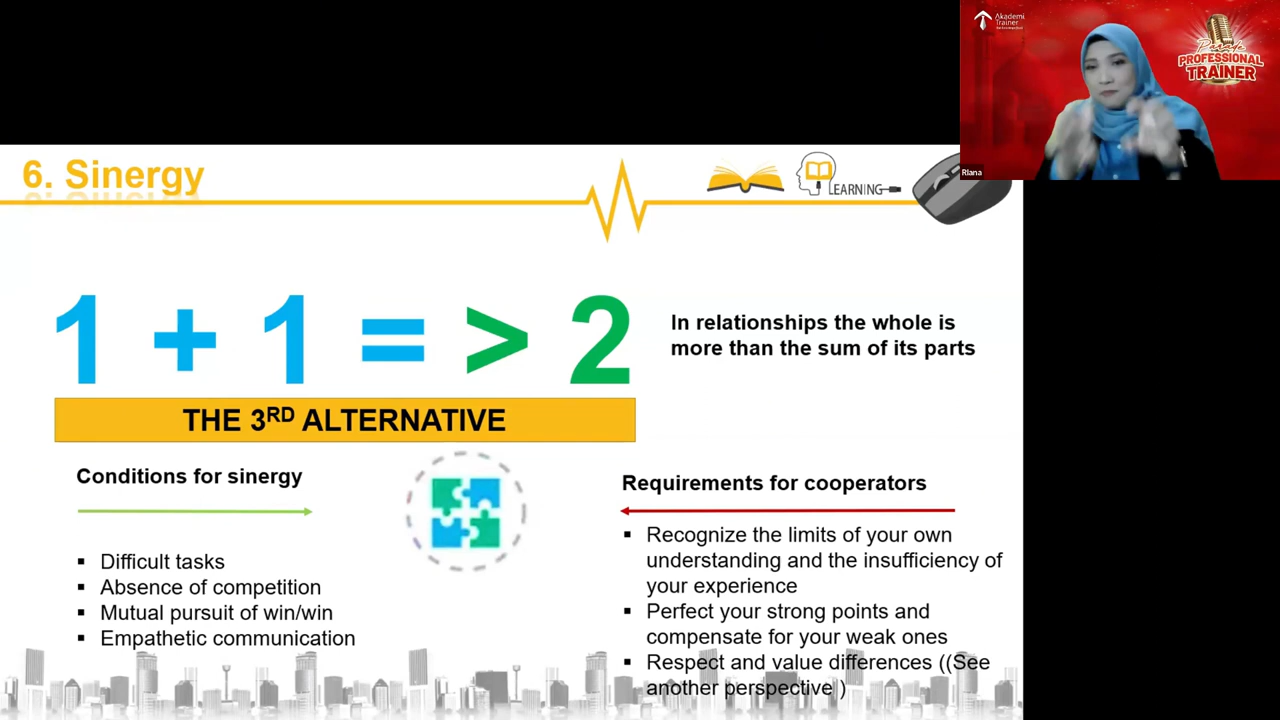 Akademi
Trainer
Parade
PROFESSIONAL
TRAINER
Riana
6. Sinergy
LEARNING
1 + 1 = > 2
In relationships the whole is
more than the sum of its parts
THE 3RD ALTERNATIVE
Conditions for sinergy
▪ Difficult tasks
▪ Absence of competition
▪ Mutual pursuit of win/win
▪ Empathetic communication
Requirements for cooperators
▪ Recognize the limits of your own
understanding and the insufficiency of
your experience
▪ Perfect your strong points and
compensate for your weak ones
▪ Respect and value differences ((See
another perspective )